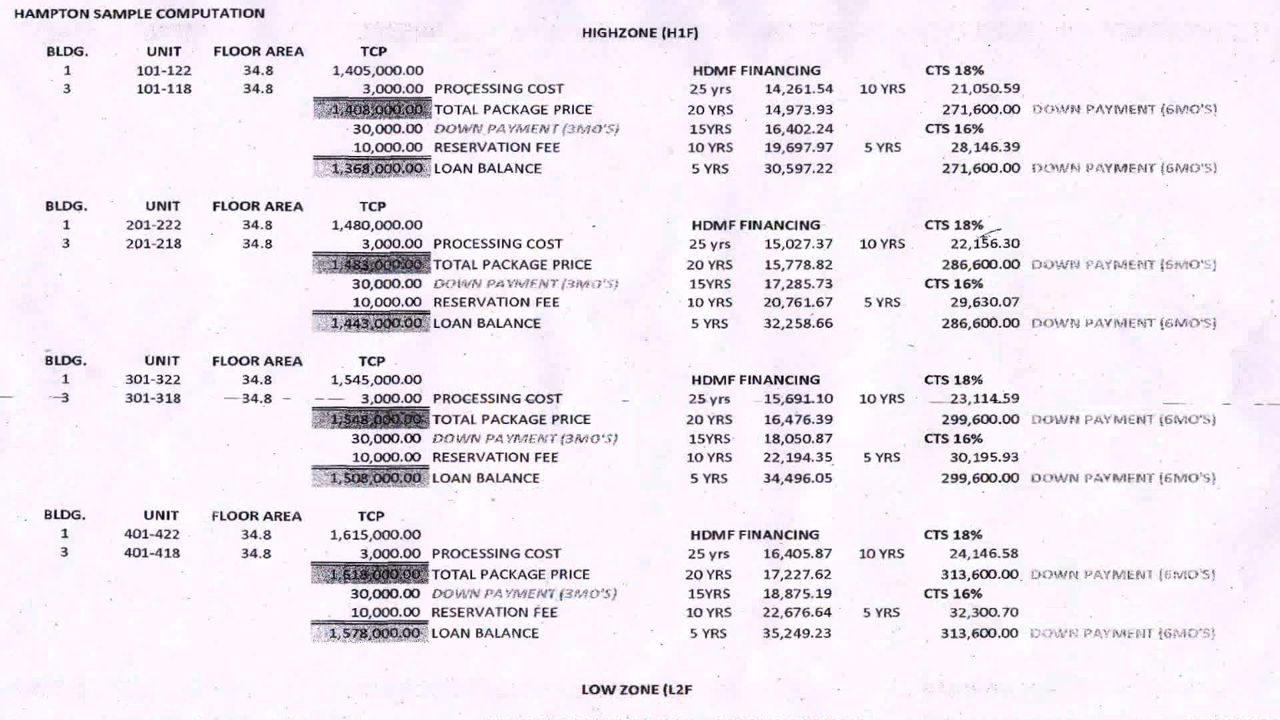 HAMPTON SAMPLE COMPUTATION
HIGHZONE (H1F)
BLDG. UNIT FLOOR AREA TCP
1 101-122 34.8 1,405,000.00 HDMF FINANCING CTS 18%
3 101-118 34.8 3,000.00 PROCESSING COST 25 yrs 14,261.54 10 YRS 21,050.59
1,408,000.00 TOTAL PACKAGE PRICE 20 YRS 14,973.93 271,600.00 DOWN PAYMENT (6MO'S)
30,000.00 DOWN PAYMENT (3MO'S) 15YRS 16,402.24 CTS 16%
10,000.00 RESERVATION FEE 10 YRS 19,697.97 5 YRS 28,146.39
1,368,000.00 LOAN BALANCE 5 YRS 30,597.22 271,600.00 DOWN PAYMENT (6MO'S)
BLDG. UNIT FLOOR AREA TCP
1 201-222 34.8 1,480,000.00 HDMF FINANCING CTS 18%
3 201-218 34.8 3,000.00 PROCESSING COST 25 yrs 15,027.37 10 YRS 22,156.30
1,483,000.00 TOTAL PACKAGE PRICE 20 YRS 15,778.82 286,600.00 DOWN PAYMENT (6MO'S)
30,000.00 DOWN PAYMENT (3MO'S) 15YRS 17,285.73 CTS 16%
10,000.00 RESERVATION FEE 10 YRS 20,761.67 5 YRS 29,630.07
1,443,000.00 LOAN BALANCE 5 YRS 32,258.66 286,600.00 DOWN PAYMENT (6MO'S)
BLDG. UNIT FLOOR AREA TCP
1 301-322 34.8 1,545,000.00 HDMF FINANCING CTS 18%
3 301-318 34.8 3,000.00 PROCESSING COST 25 yrs 15,691.10 10 YRS 23,114.59
1,548,000.00 TOTAL PACKAGE PRICE 20 YRS 16,476.39 299,600.00 DOWN PAYMENT (6MO'S)
30,000.00 DOWN PAYMENT (3MO'S) 15YRS 18,050.87 CTS 16%
10,000.00 RESERVATION FEE 10 YRS 22,194.35 5 YRS 30,195.93
1,508,000.00 LOAN BALANCE 5 YRS 34,496.05 299,600.00 DOWN PAYMENT (6MO'S)
BLDG. UNIT FLOOR AREA TCP
1 401-422 34.8 1,615,000.00 HDMF FINANCING CTS 18%
3 401-418 34.8 3,000.00 PROCESSING COST 25 yrs 16,405.87 10 YRS 24,146.58
1,618,000.00 TOTAL PACKAGE PRICE 20 YRS 17,227.62 313,600.00 DOWN PAYMENT (6MO'S)
30,000.00 DOWN PAYMENT (3MO'S) 15YRS 18,875.19 CTS 16%
10,000.00 RESERVATION FEE 10 YRS 22,676.64 5 YRS 32,300.70
1,578,000.00 LOAN BALANCE 5 YRS 35,249.23 313,600.00 DOWN PAYMENT (6MO'S)
LOW ZONE (L2F